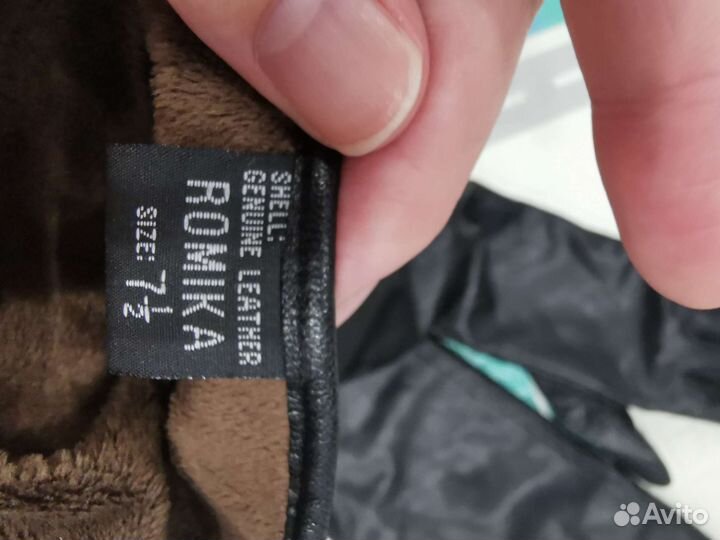 SHELL:
GENUINE LEATHER
ROMIKA
SIZE: 7½
Avito